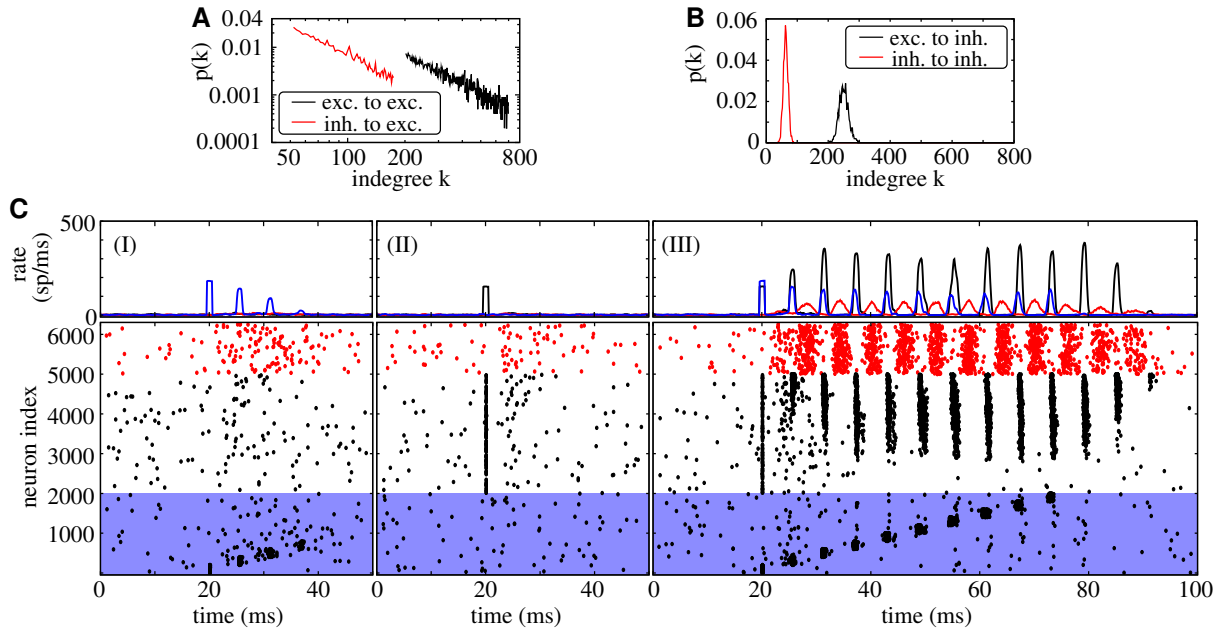 A
0.04
0.01
0.001
0.0001
p(k)
exc. to exc.
inh. to exc.
50 100 200 800
indegree k
B
0.06
0.04
0.02
0
p(k)
exc. to inh.
inh. to inh.
0 200 400 600 800
indegree k
C
500
0
rate
(sp/ms)
(I)
(II)
(III)
6000
5000
4000
3000
2000
1000
neuron index
0 20 40
time (ms)
0 20 40
time (ms)
0 20 40 60 80 100
time (ms)